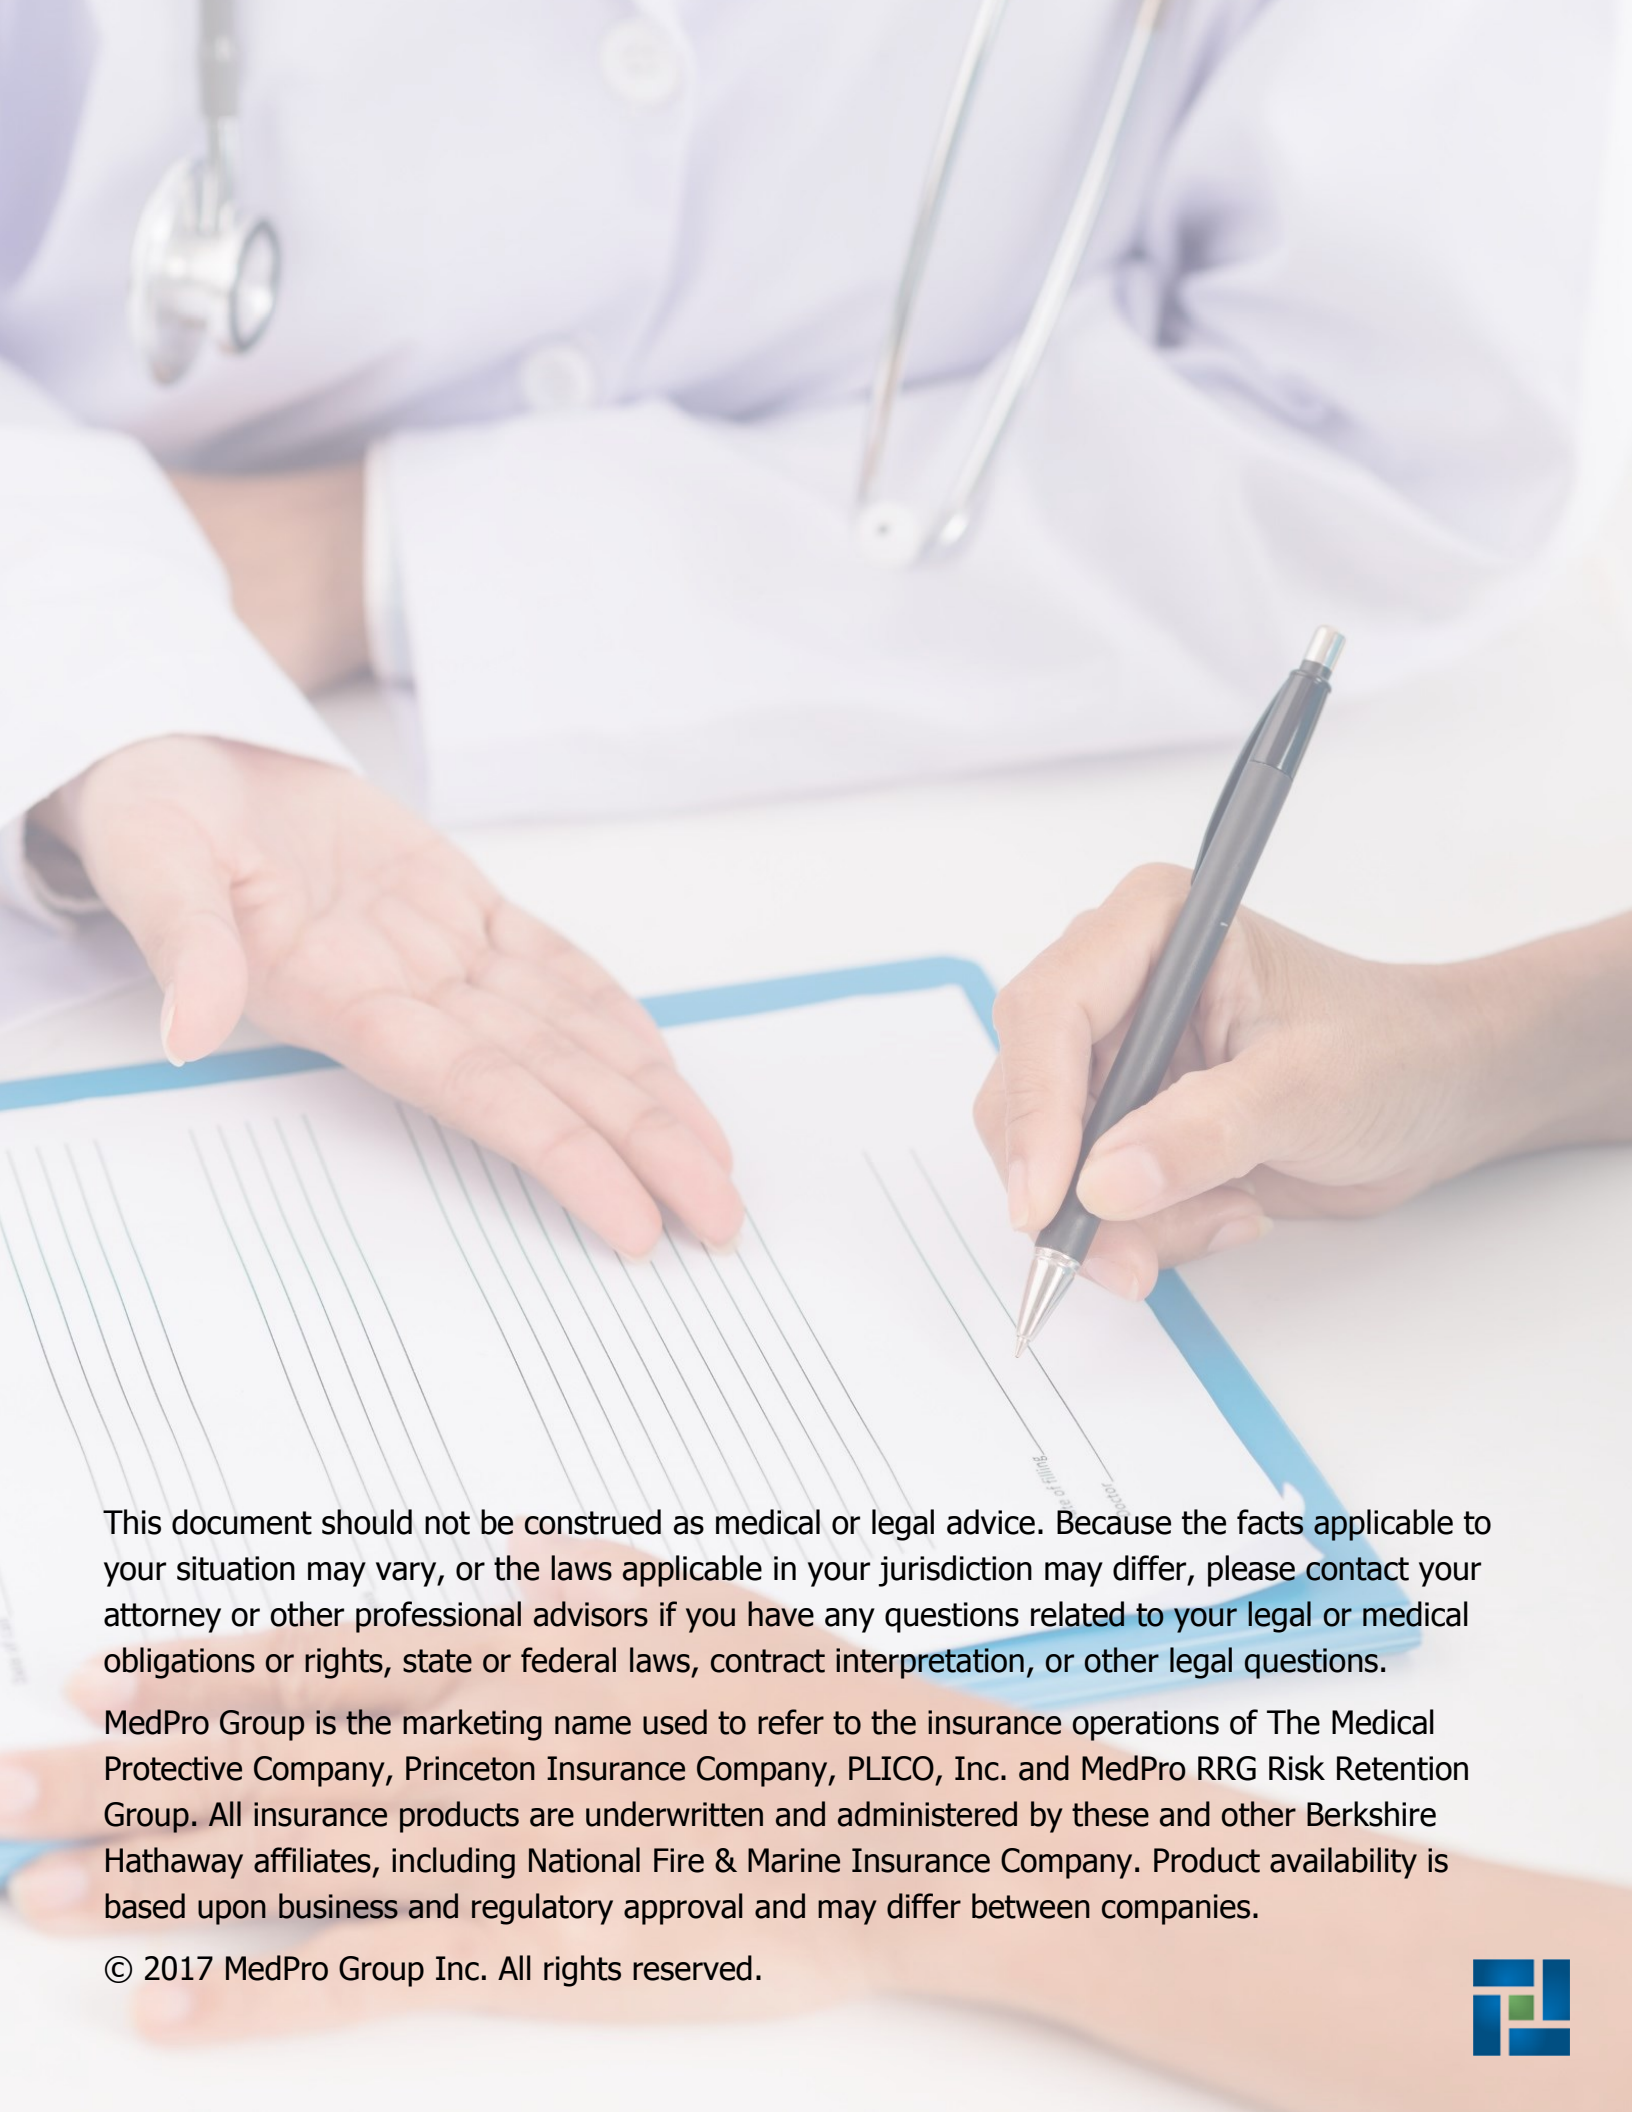 This document should not be construed as medical or legal advice. Because the facts applicable to
your situation may vary, or the laws applicable in your jurisdiction may differ, please contact your
attorney or other professional advisors if you have any questions related to your legal or medical
obligations or rights, state or federal laws, contract interpretation, or other legal questions.
MedPro Group is the marketing name used to refer to the insurance operations of The Medical
Protective Company, Princeton Insurance Company, PLICO, Inc. and MedPro RRG Risk Retention
Group. All insurance products are underwritten and administered by these and other Berkshire
Hathaway affiliates, including National Fire & Marine Insurance Company. Product availability is
based upon business and regulatory approval and may differ between companies.
© 2017 MedPro Group Inc. All rights reserved.
of filling
Doctor